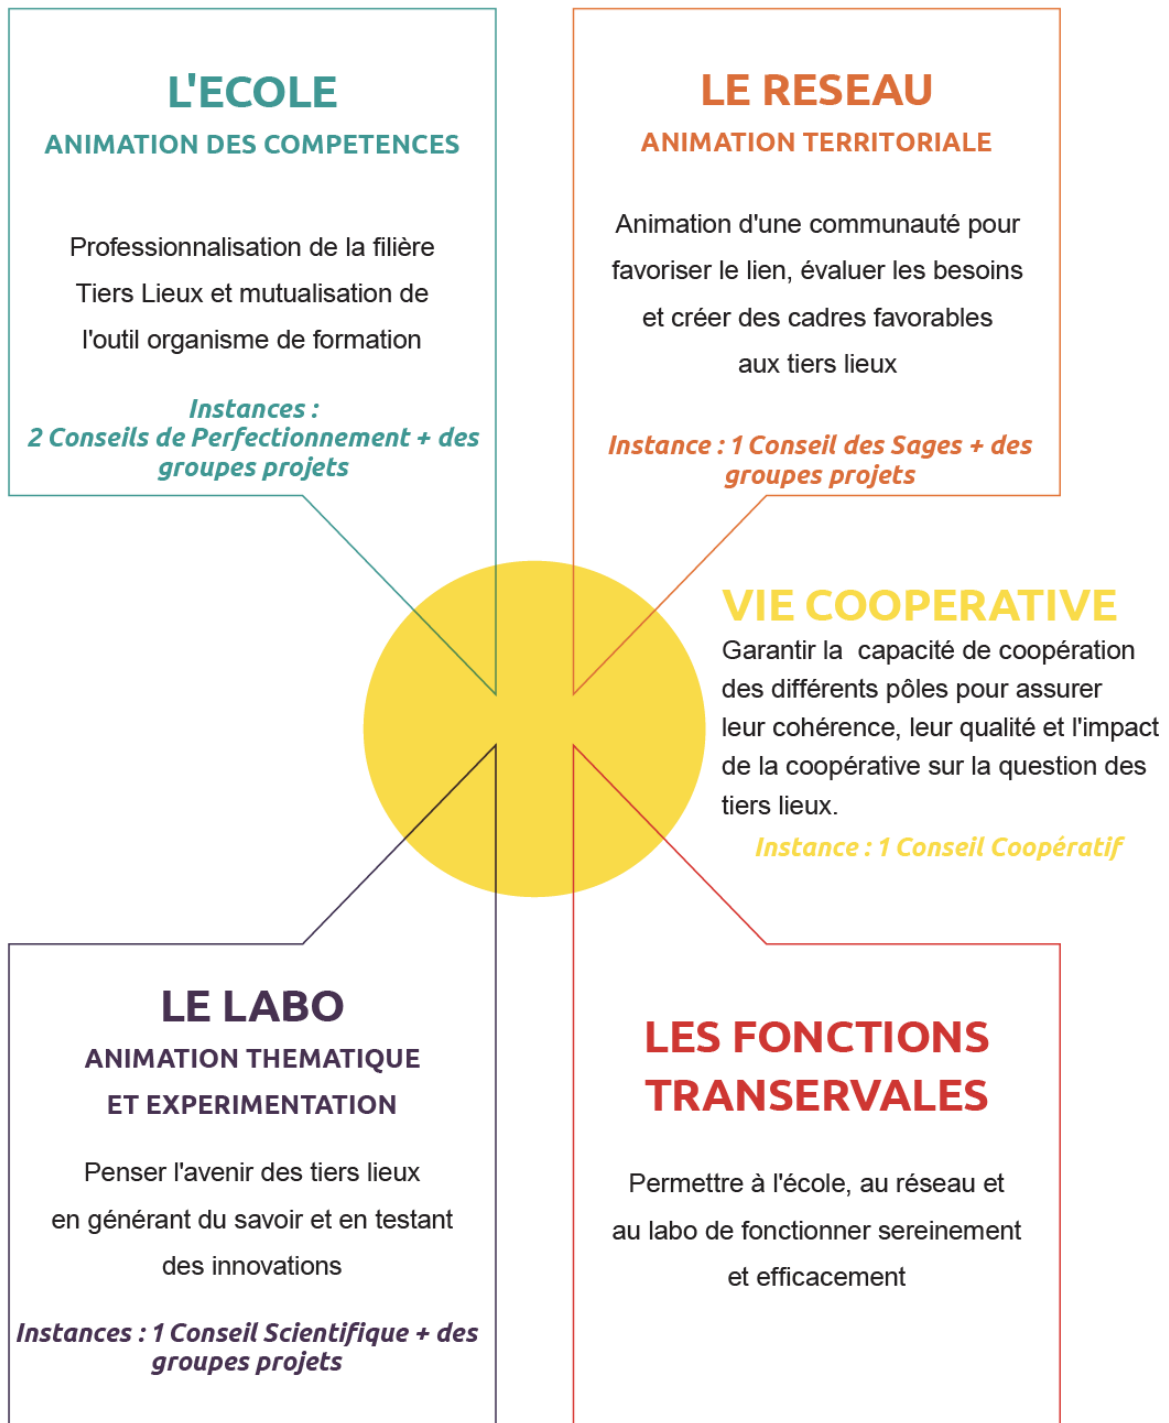 L'ECOLE
ANIMATION DES COMPETENCES
Professionnalisation de la filière
Tiers Lieux et mutualisation de
l'outil organisme de formation
Instances :
2 Conseils de Perfectionnement + des
groupes projets
LE RESEAU
ANIMATION TERRITORIALE
Animation d'une communauté pour
favoriser le lien, évaluer les besoins
et créer des cadres favorables
aux tiers lieux
Instance : 1 Conseil des Sages + des
groupes projets
VIE COOPERATIVE
Garantir la  capacité de coopération
des différents pôles pour assurer
leur cohérence, leur qualité et l'impact
de la coopérative sur la question des
tiers lieux.
Instance : 1 Conseil Coopératif
LE LABO
ANIMATION THEMATIQUE
ET EXPERIMENTATION
Penser l'avenir des tiers lieux
en générant du savoir et en testant
des innovations
Instances : 1 Conseil Scientifique + des
groupes projets
LES FONCTIONS
TRANSERVALES
Permettre à l'école, au réseau et
au labo de fonctionner sereinement
et efficacement